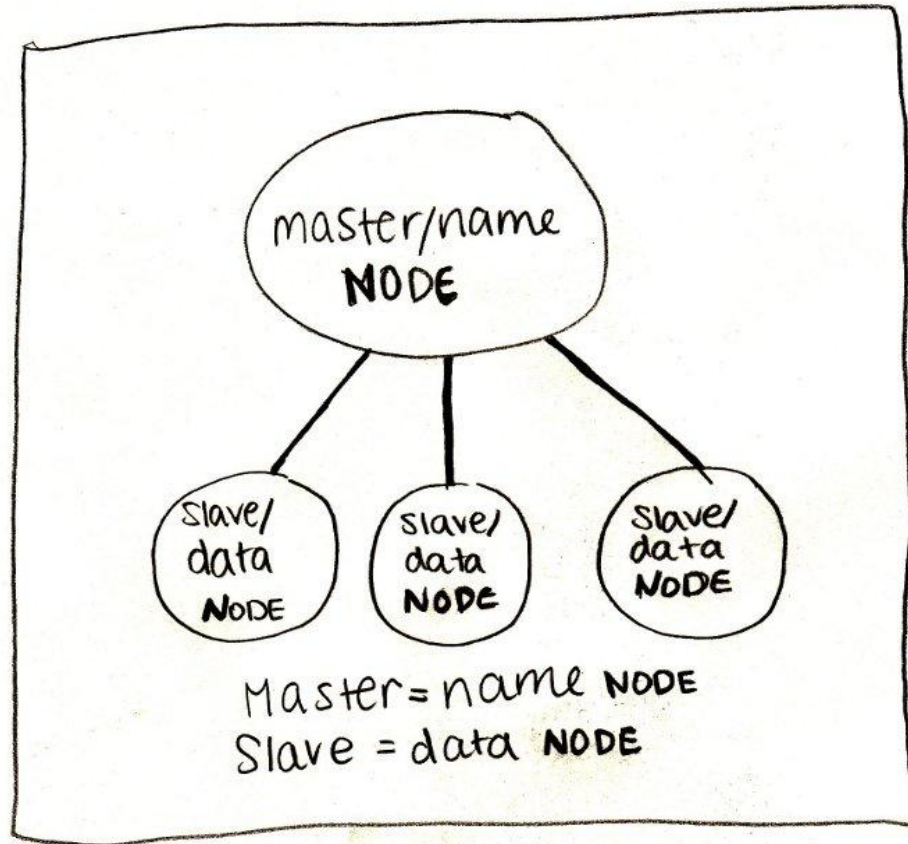 master/name
NODE
slave/
data
NODE
slave/
data
NODE
slave/
data
NODE
Master = name NODE
Slave = data NODE